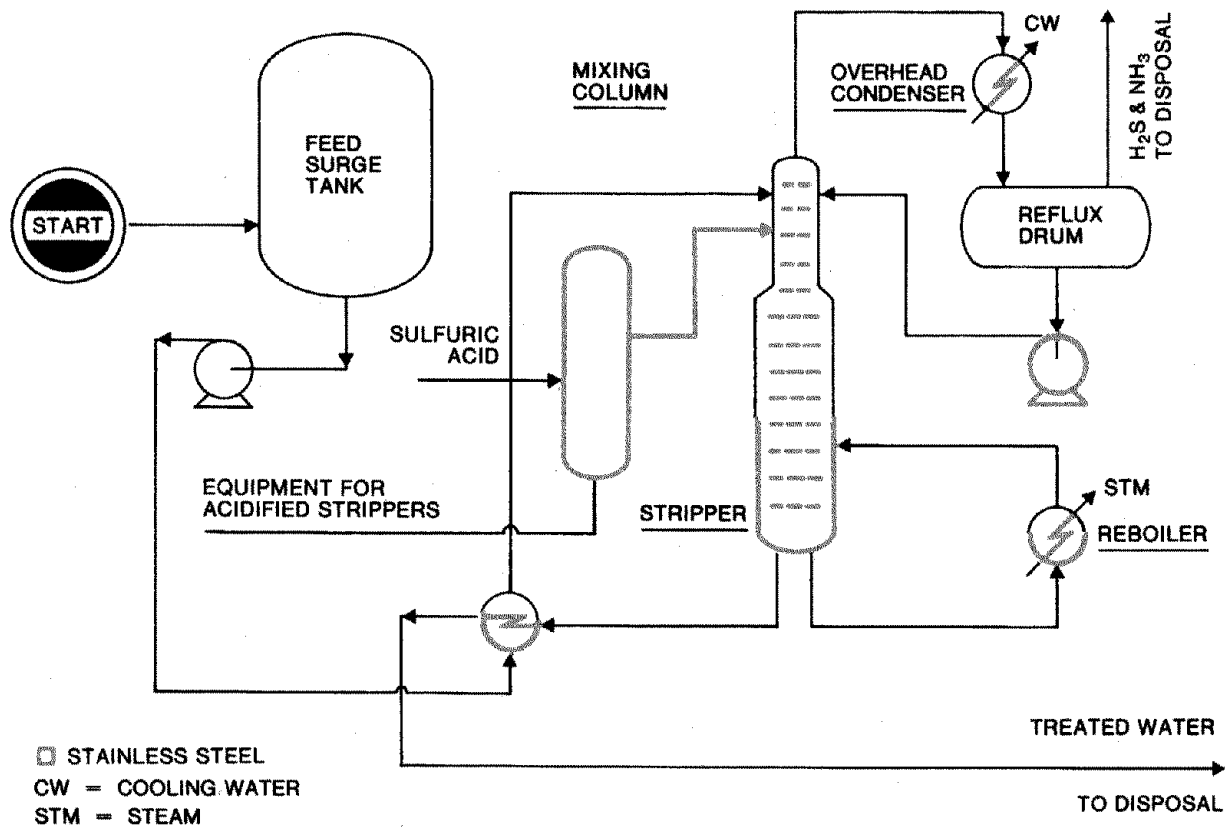 CW
MIXING
COLUMN
OVERHEAD
CONDENSER
H₂S & NH₃
TO DISPOSAL
FEED
SURGE
TANK
START
REFLUX
DRUM
SULFURIC
ACID
EQUIPMENT FOR
ACIDIFIED STRIPPERS
STRIPPER
STM
REBOILER
TREATED WATER
TO DISPOSAL
STAINLESS STEEL
CW = COOLING WATER
STM = STEAM